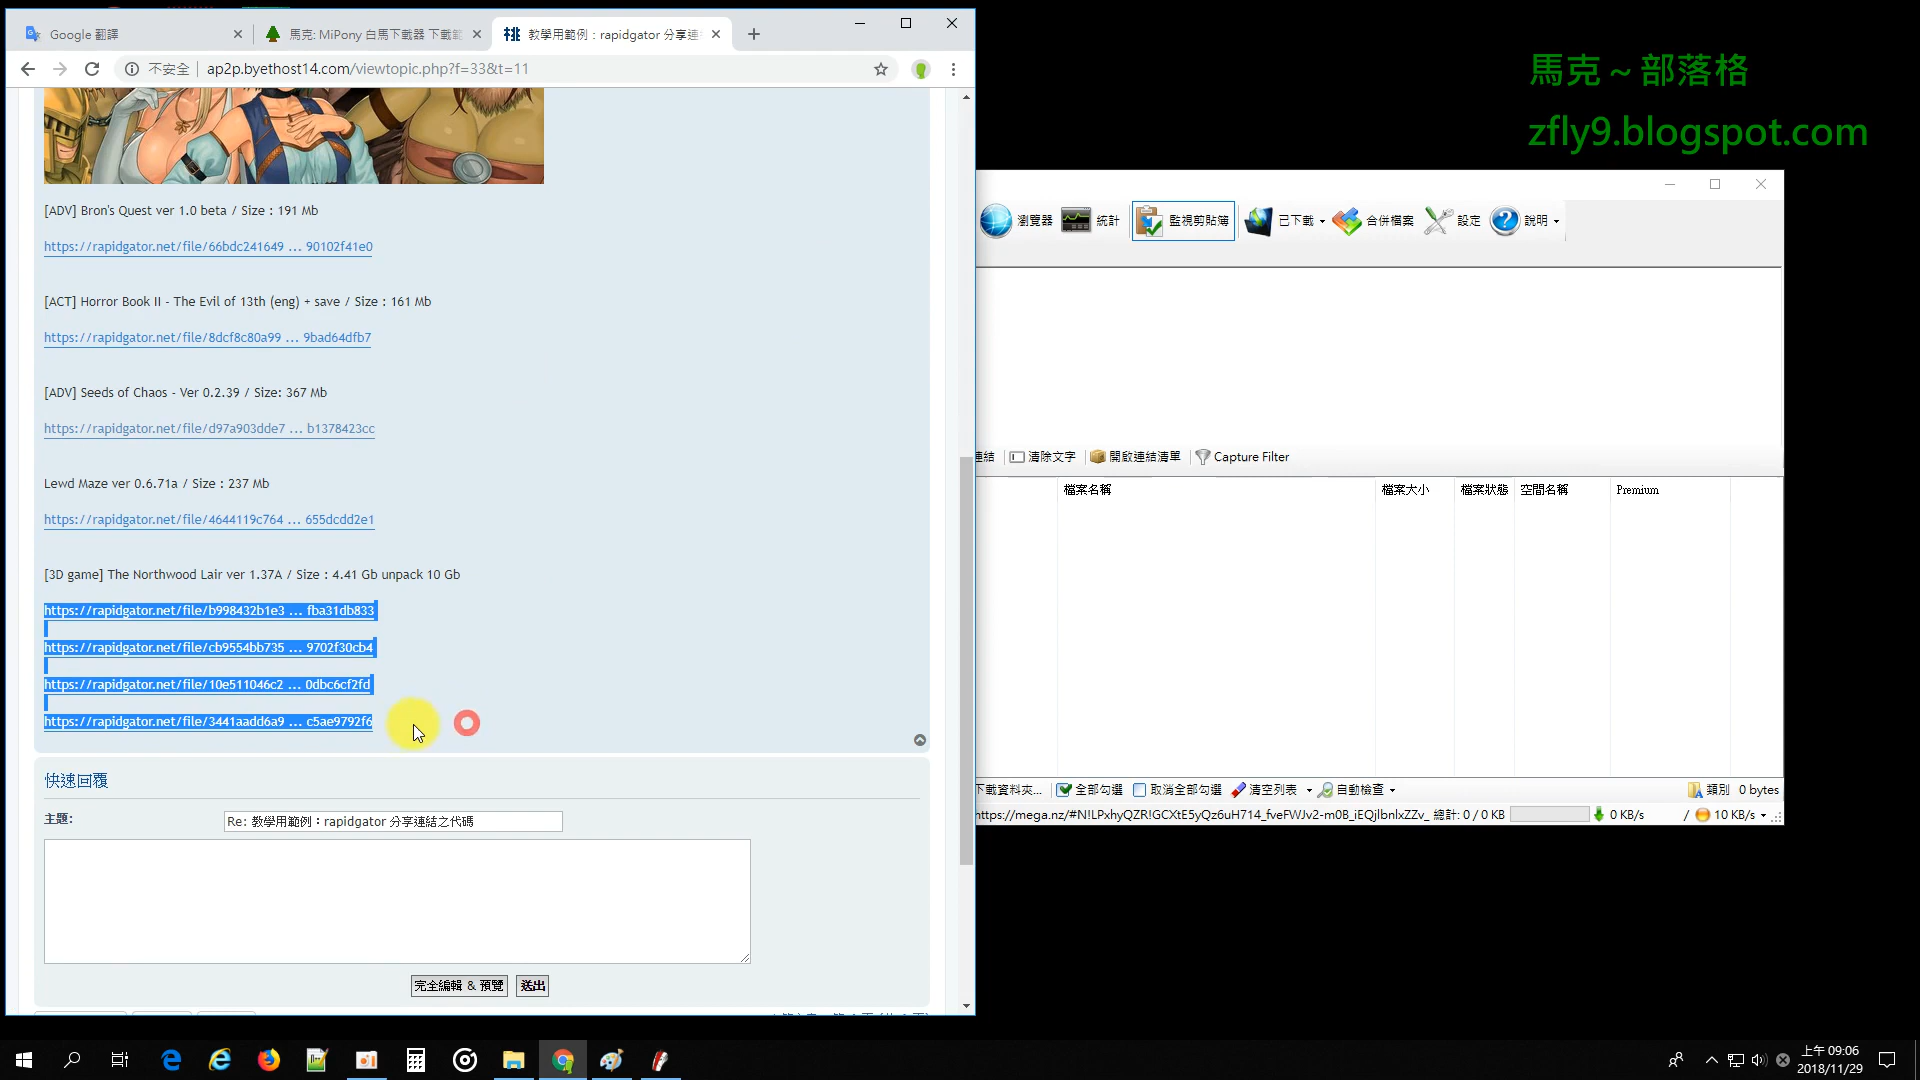 Google 翻譯
馬克: MiPony 白馬下載器 下載範
教學用範例：rapidgator 分享連
不安全
ap2p.byethost14.com/viewtopic.php?f=33&t=11
馬克～部落格
zfly9.blogspot.com
[ADV] Bron's Quest ver 1.0 beta / Size : 191 Mb
https://rapidgator.net/file/66bdc241649 ... 90102f41e0
[ACT] Horror Book II - The Evil of 13th (eng) + save / Size : 161 Mb
https://rapidgator.net/file/8dcf8c80a99 ... 9bad64dfb7
[ADV] Seeds of Chaos - Ver 0.2.39 / Size: 367 Mb
https://rapidgator.net/file/d97a903dde7 ... b1378423cc
Lewd Maze ver 0.6.71a / Size : 237 Mb
https://rapidgator.net/file/4644119c764 ... 655dcdd2e1
[3D game] The Northwood Lair ver 1.37A / Size : 4.41 Gb unpack 10 Gb
https://rapidgator.net/file/b998432b1e3 ... fba31db833
https://rapidgator.net/file/cb9554bb735 ... 9702f30cb4
https://rapidgator.net/file/10e511046c2 ... 0dbc6cf2fd
https://rapidgator.net/file/3441aadd6a9 ... c5ae9792f6
快速回覆
主題:
Re: 教學用範例：rapidgator 分享連結之代碼
完全編輯 & 預覽
送出
瀏覽器 統計 監視剪貼簿 已下載 合併檔案 設定 說明
連結 清除文字 開啟連結清單 Capture Filter
檔案名稱 檔案大小 檔案狀態 空間名稱 Premium
下載資料夾... 全部勾選 取消全部勾選 清空列表 自動檢查 類別 0 bytes
https://mega.nz/#N!LPxhyQZR!GCXtE5yQz6uH714_fveFWJv2-m0B_iEQjlbnlxZZv_ 總計: 0 / 0 KB 0 KB/s / 10 KB/s
上午 09:06
2018/11/29